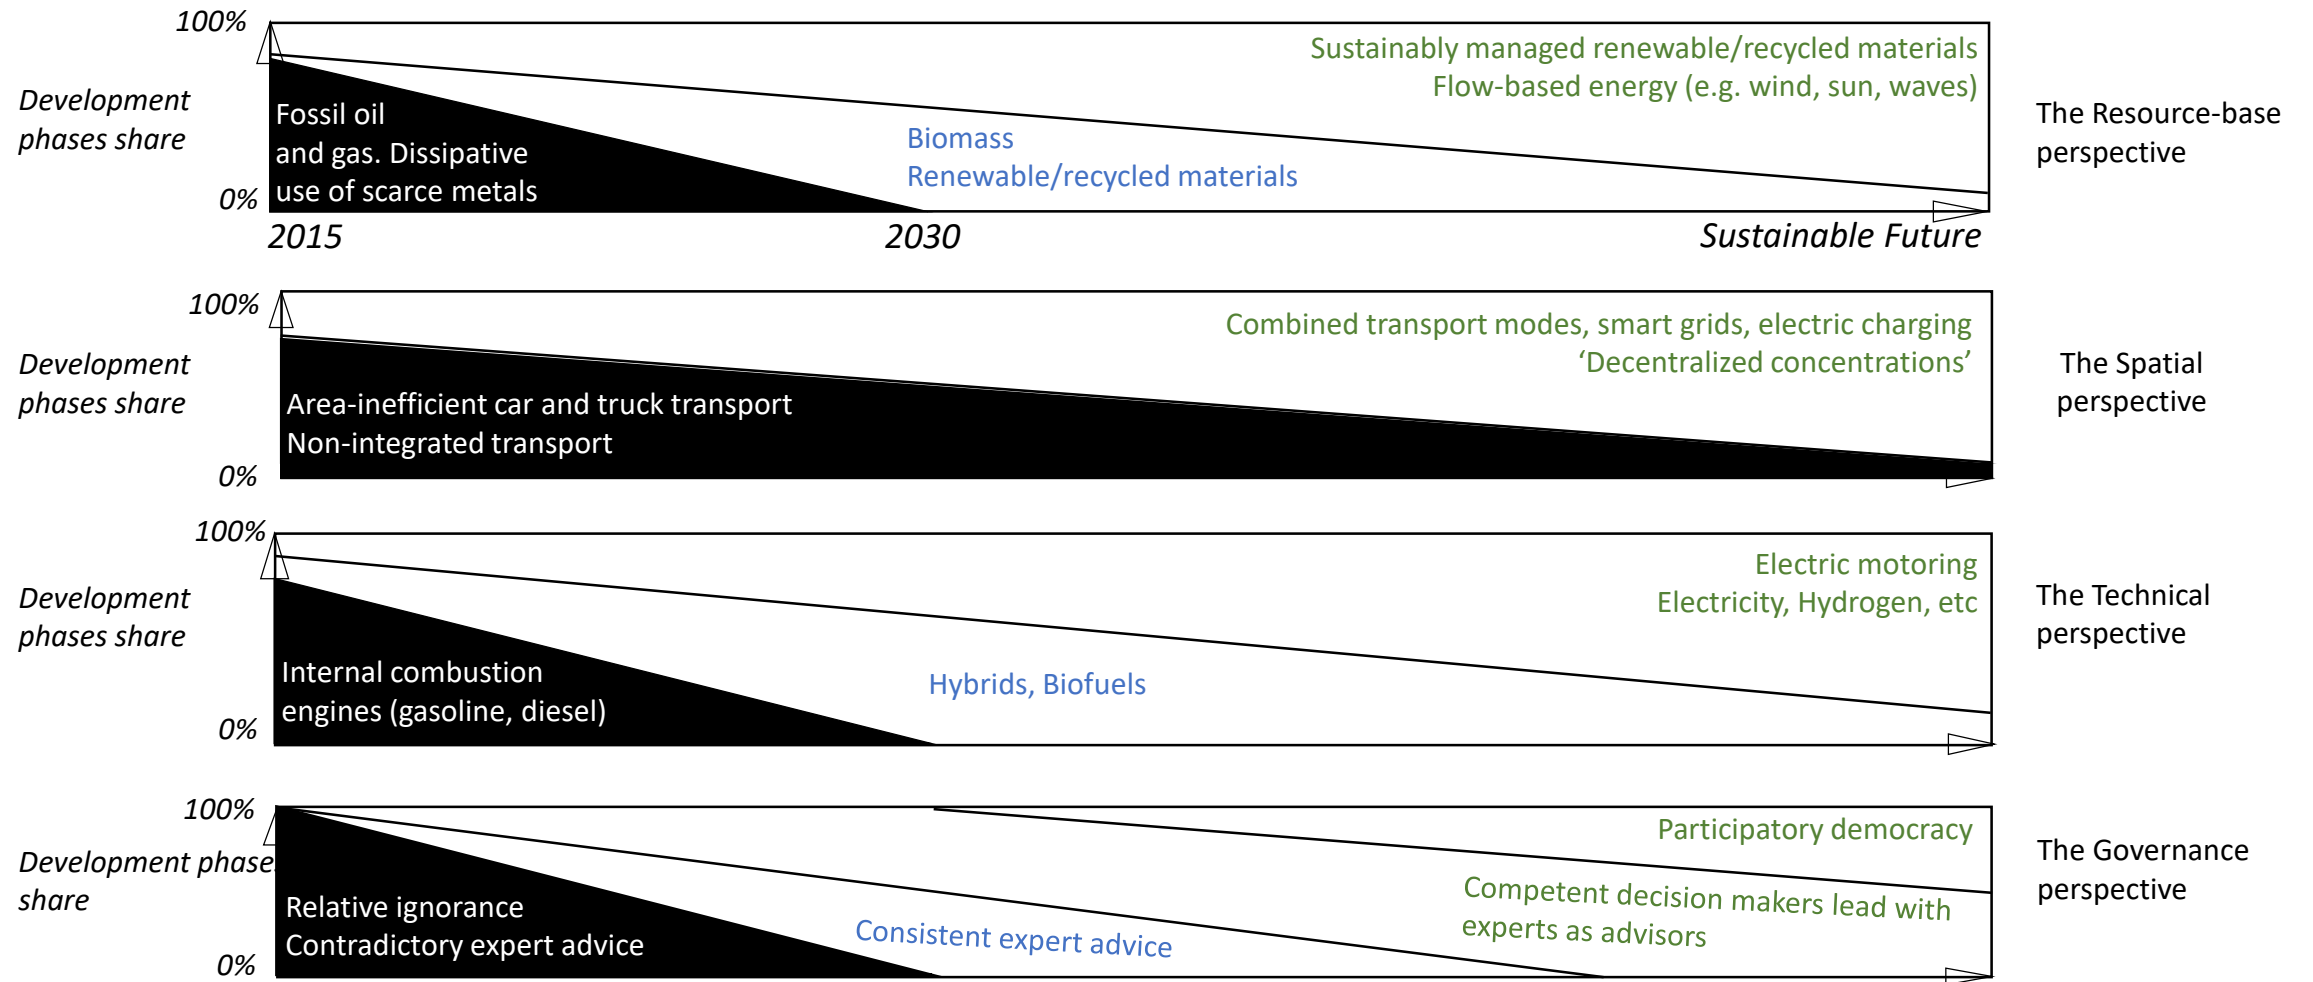 100%
Sustainably managed renewable/recycled materials
Flow-based energy (e.g. wind, sun, waves)
Development
phases share
Fossil oil
and gas. Dissipative
use of scarce metals
Biomass
Renewable/recycled materials
The Resource-base
perspective
0%
2015
2030
Sustainable Future
100%
Combined transport modes, smart grids, electric charging
‘Decentralized concentrations’
Development
phases share
Area-inefficient car and truck transport
Non-integrated transport
The Spatial
perspective
0%
100%
Electric motoring
Electricity, Hydrogen, etc
Development
phases share
Internal combustion
engines (gasoline, diesel)
Hybrids, Biofuels
The Technical
perspective
0%
100%
Participatory democracy
Development phase
share
Relative ignorance
Contradictory expert advice
Consistent expert advice
Competent decision makers lead with
experts as advisors
The Governance
perspective
0%